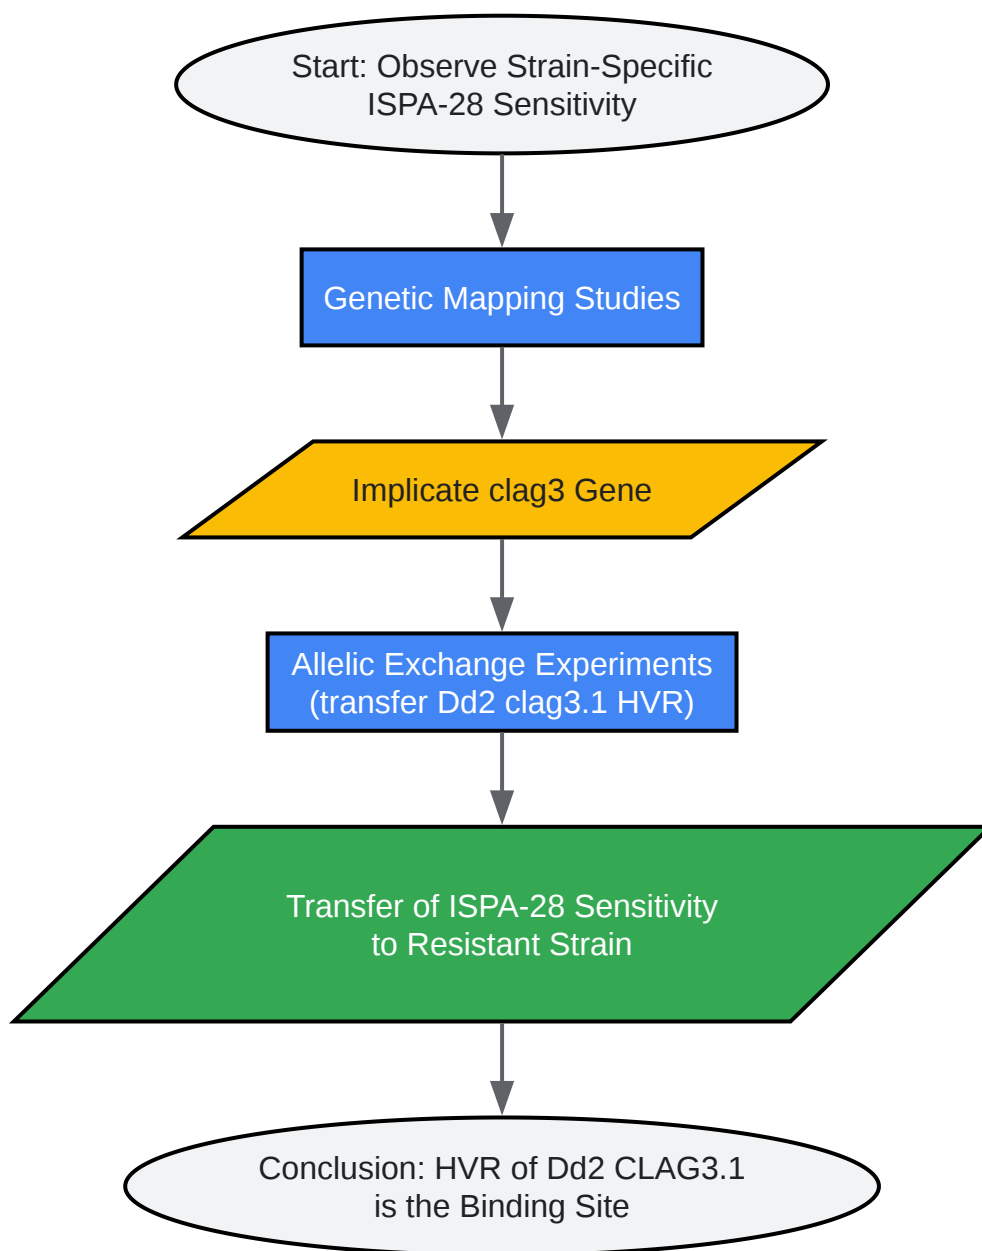 Start: Observe Strain-Specific
ISPA-28 Sensitivity
Genetic Mapping Studies
Implicate clag3 Gene
Allelic Exchange Experiments
(transfer Dd2 clag3.1 HVR)
Transfer of ISPA-28 Sensitivity
to Resistant Strain
Conclusion: HVR of Dd2 CLAG3.1
is the Binding Site